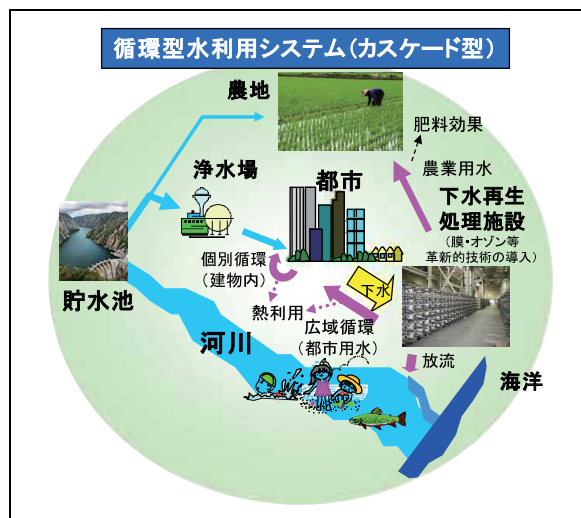 循環型水利用システム(カスケード型)
農地
肥料効果
浄水場
都市
農業用水
下水再生
処理施設
(膜・オゾン等
革新的技術の導入)
個別循環
(建物内)
下水
貯水池
熱利用
広域循環
(都市用水)
河川
放流
海洋